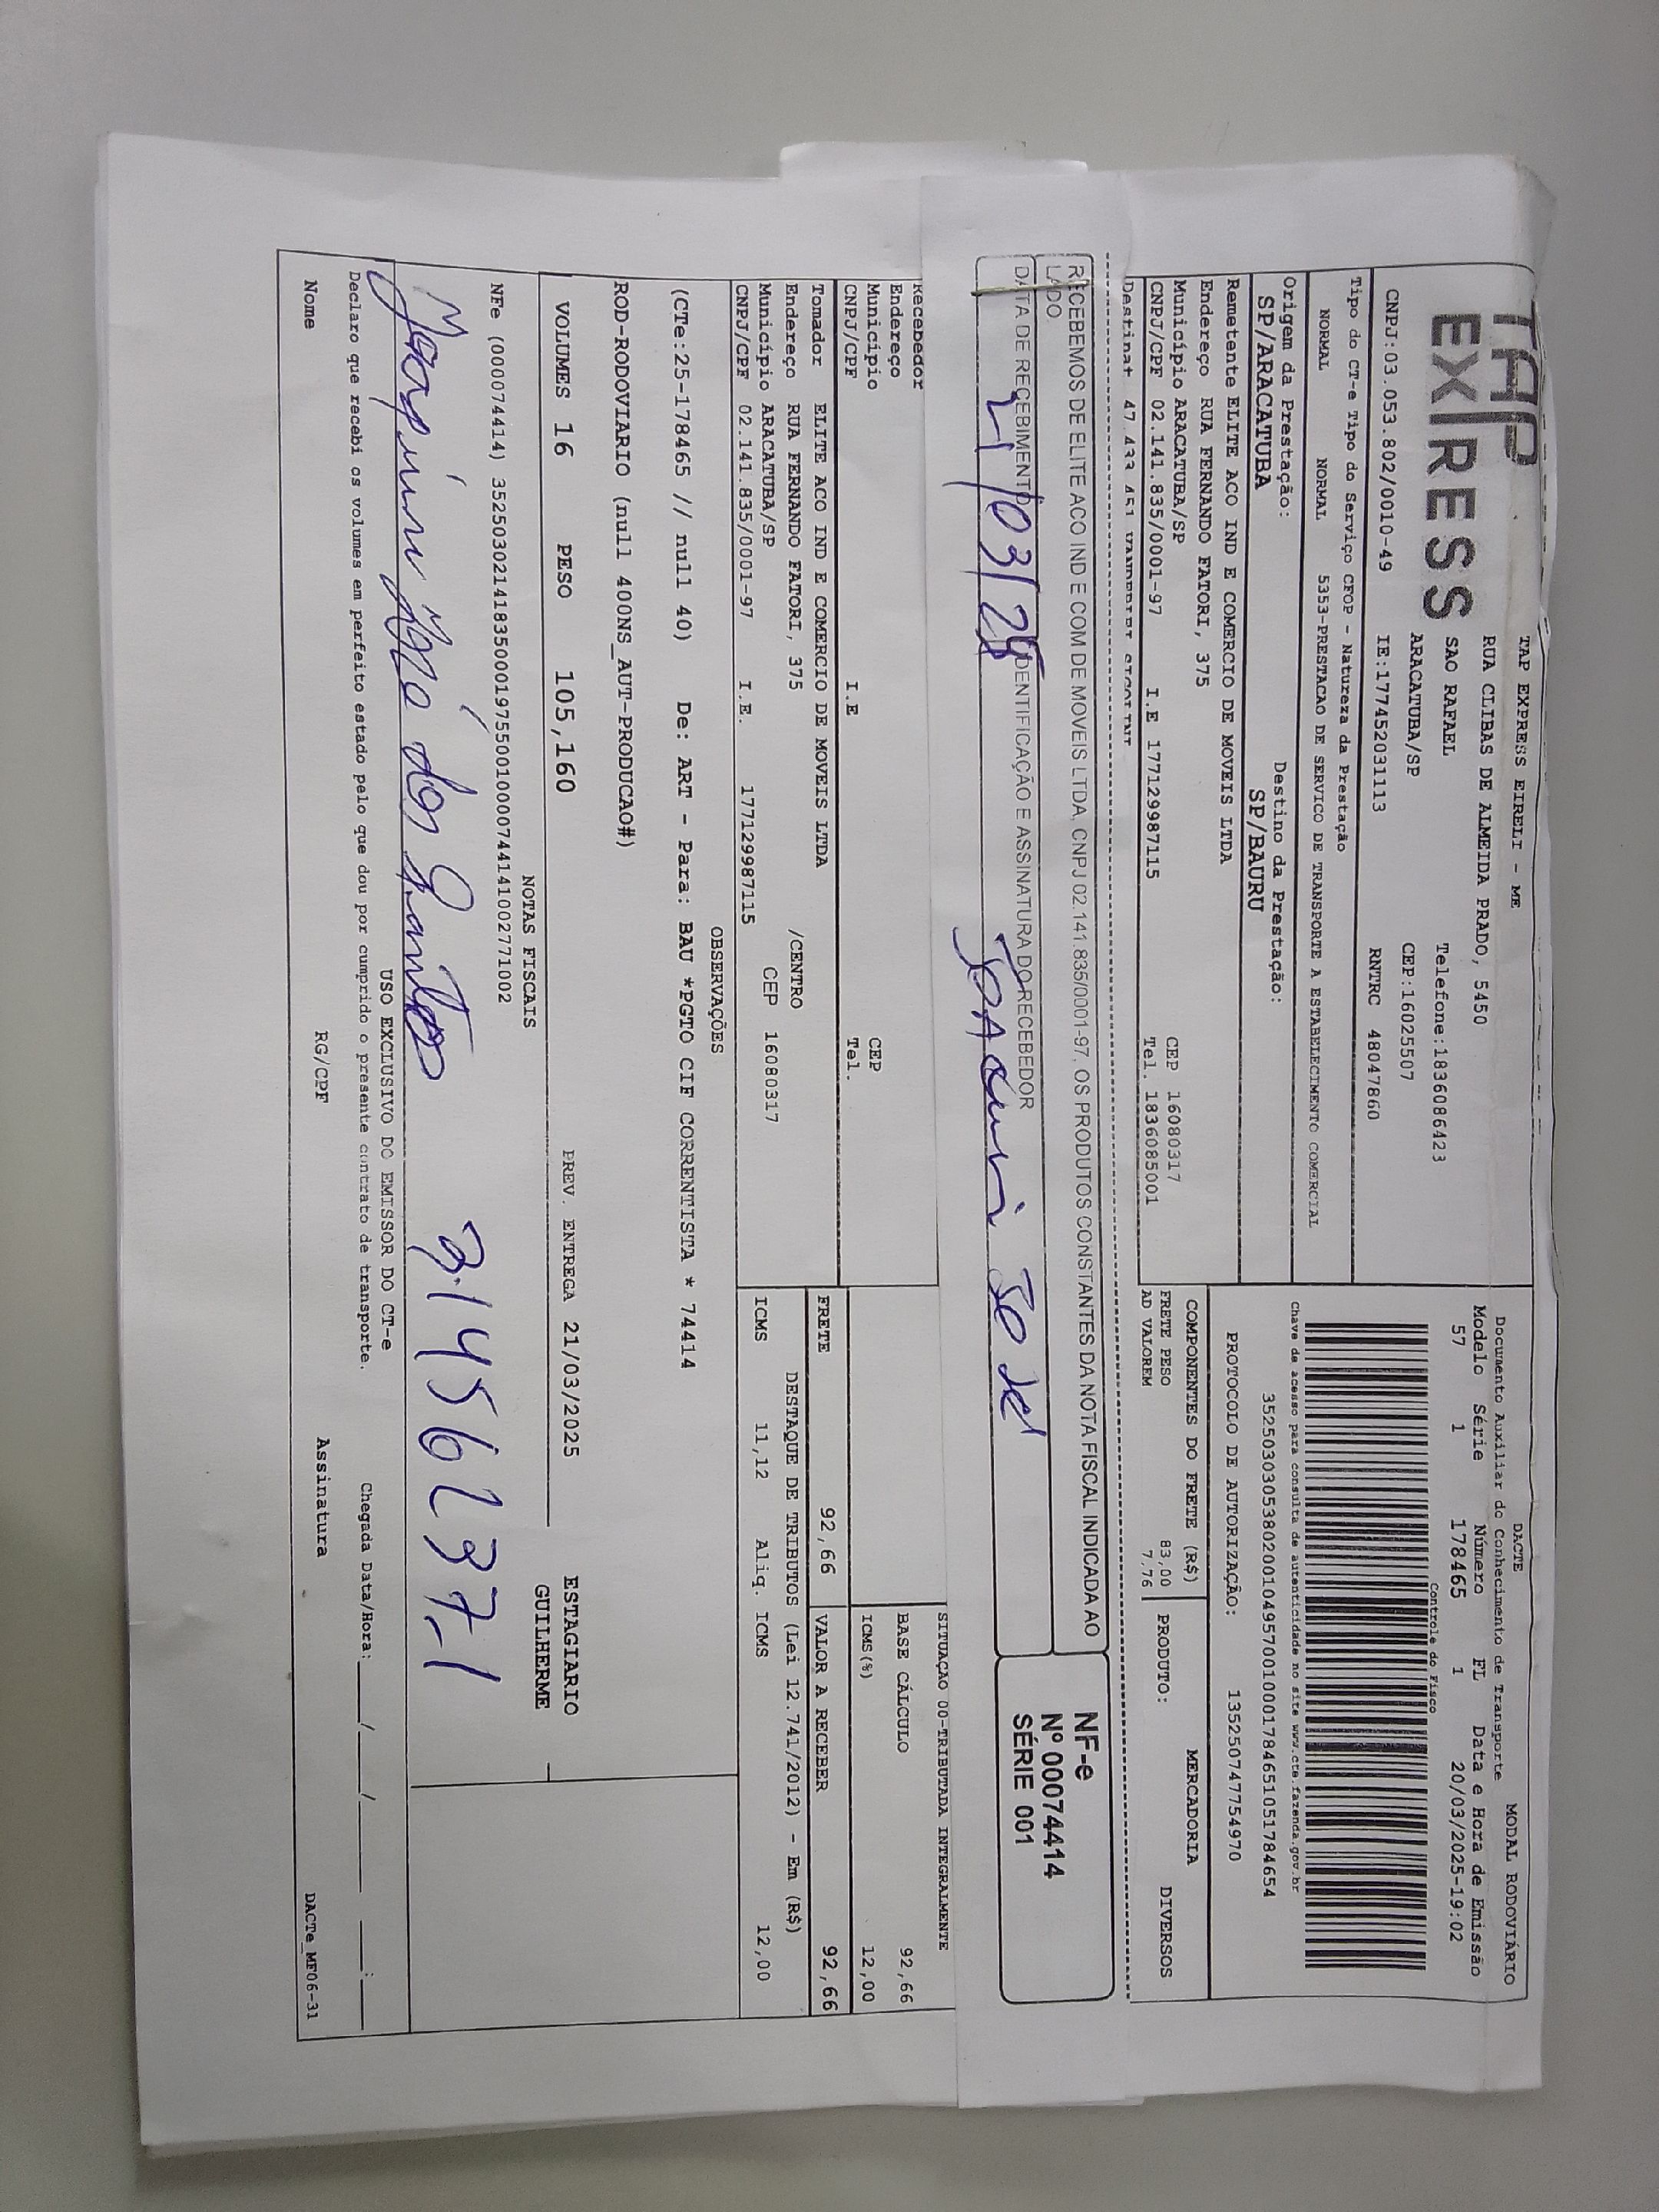 TAP EXPRESS
TAP EXPRESS EIRELI - ME
RUA CLIBAS DE ALMEIDA PRADO, 5450
SAO RAFAEL Telefone:1836086423
ARACATUBA/SP CEP:16025507
CNPJ:03.053.802/0010-49 IE:177452031113 RNTRC 48047860
DACTE MODAL RODOVIÁRIO
Documento Auxiliar do Conhecimento de Transporte
Modelo Série Número FL Data e Hora de Emissão
57 1 178465 1 20/03/2025-19:02
Controle do Fisco
Chave de acesso para consulta de autenticidade no site www.cte.fazenda.gov.br
35250303053802001049570010001784651051784654
PROTOCOLO DE AUTORIZAÇÃO: 135250747754970
Tipo do CT-e Tipo do Serviço CFOP - Natureza da Prestação
NORMAL NORMAL 5353-PRESTACAO DE SERVICO DE TRANSPORTE A ESTABELECIMENTO COMERCIAL
Origem da Prestação: Destino da Prestação:
SP/ARACATUBA SP/BAURU
Remetente ELITE ACO IND E COMERCIO DE MOVEIS LTDA
Endereço RUA FERNANDO FATORI, 375
Município ARACATUBA/SP CEP 16080317
CNPJ/CPF 02.141.835/0001-97 I.E 177129987115 Tel. 1836085001
COMPONENTES DO FRETE (R$) MERCADORIA
FRETE PESO 83,00 PRODUTO: DIVERSOS
AD VALOREM 7,76
Destinat 47.433.451
RECEBEMOS DE ELITE ACO IND E COM DE MOVEIS LTDA, CNPJ 02.141.835/0001-97, OS PRODUTOS CONSTANTES DA NOTA FISCAL INDICADA AO
LADO
DATA DE RECEBIMENTO IDENTIFICAÇÃO E ASSINATURA DO RECEBEDOR
21/03/25 José
NF-e
Nº 00074414
SÉRIE 001
Recebedor
Endereço
Município CEP
CNPJ/CPF I.E Tel.
SITUAÇÃO 00-TRIBUTADA INTEGRALMENTE
BASE CÁLCULO 92,66
ICMS(%) 12,00
Tomador ELITE ACO IND E COMERCIO DE MOVEIS LTDA
Endereço RUA FERNANDO FATORI, 375 /CENTRO
Município ARACATUBA/SP CEP 16080317
CNPJ/CPF 02.141.835/0001-97 I.E. 177129987115
FRETE 92,66 VALOR A RECEBER 92,66
DESTAQUE DE TRIBUTOS (Lei 12.741/2012) - Em (R$)
ICMS 11,12 Aliq. ICMS 12,00
OBSERVAÇÕES
(CTe:25-178465 // null 40) De: ART - Para: BAU *PGTO CIF CORRENTISTA * 74414
ROD-RODOVIARIO (null 400NS_AUT-PRODUCAO#)
VOLUMES 16 PESO 105,160 PREV. ENTREGA 21/03/2025 ESTAGIARIO
GUILHERME
NOTAS FISCAIS
NFe (00074414) 35250302141835000197550010000744141002771002
José dos Santos
USO EXCLUSIVO DO EMISSOR DO CT-e
Declaro que recebi os volumes em perfeito estado pelo que dou por cumprido o presente contrato de transporte. Chegada Data/Hora:___/___/___ ___:___
Nome RG/CPF Assinatura DACTe_MF06-31